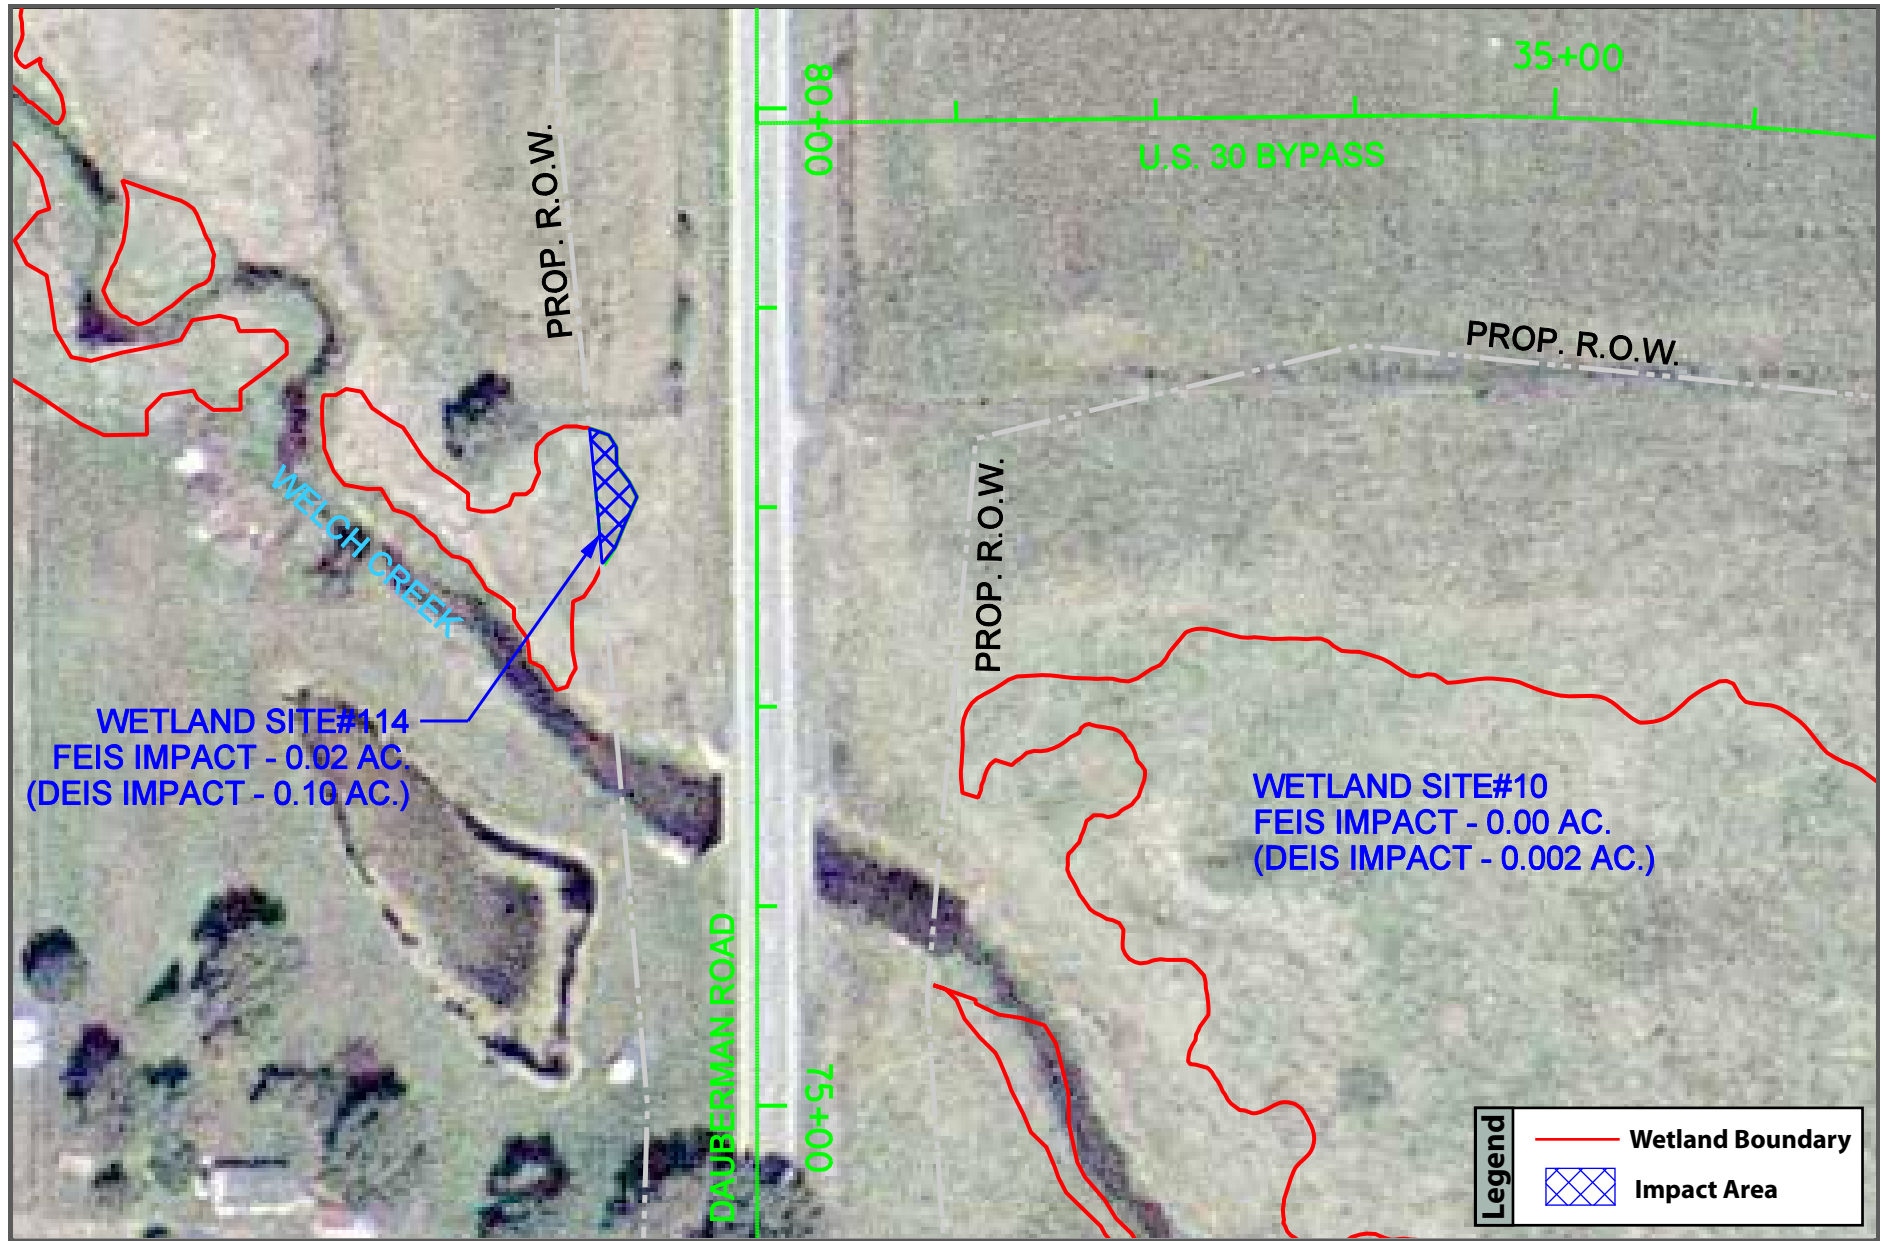 35+00
80+00
U.S. 30 BYPASS
PROP. R.O.W.
PROP. R.O.W.
PROP. R.O.W.
WELCH CREEK
WETLAND SITE#114
FEIS IMPACT - 0.02 AC.
(DEIS IMPACT - 0.10 AC.)
WETLAND SITE#10
FEIS IMPACT - 0.00 AC.
(DEIS IMPACT - 0.002 AC.)
DAUBERMAN ROAD
75+00
Legend
Wetland Boundary
Impact Area